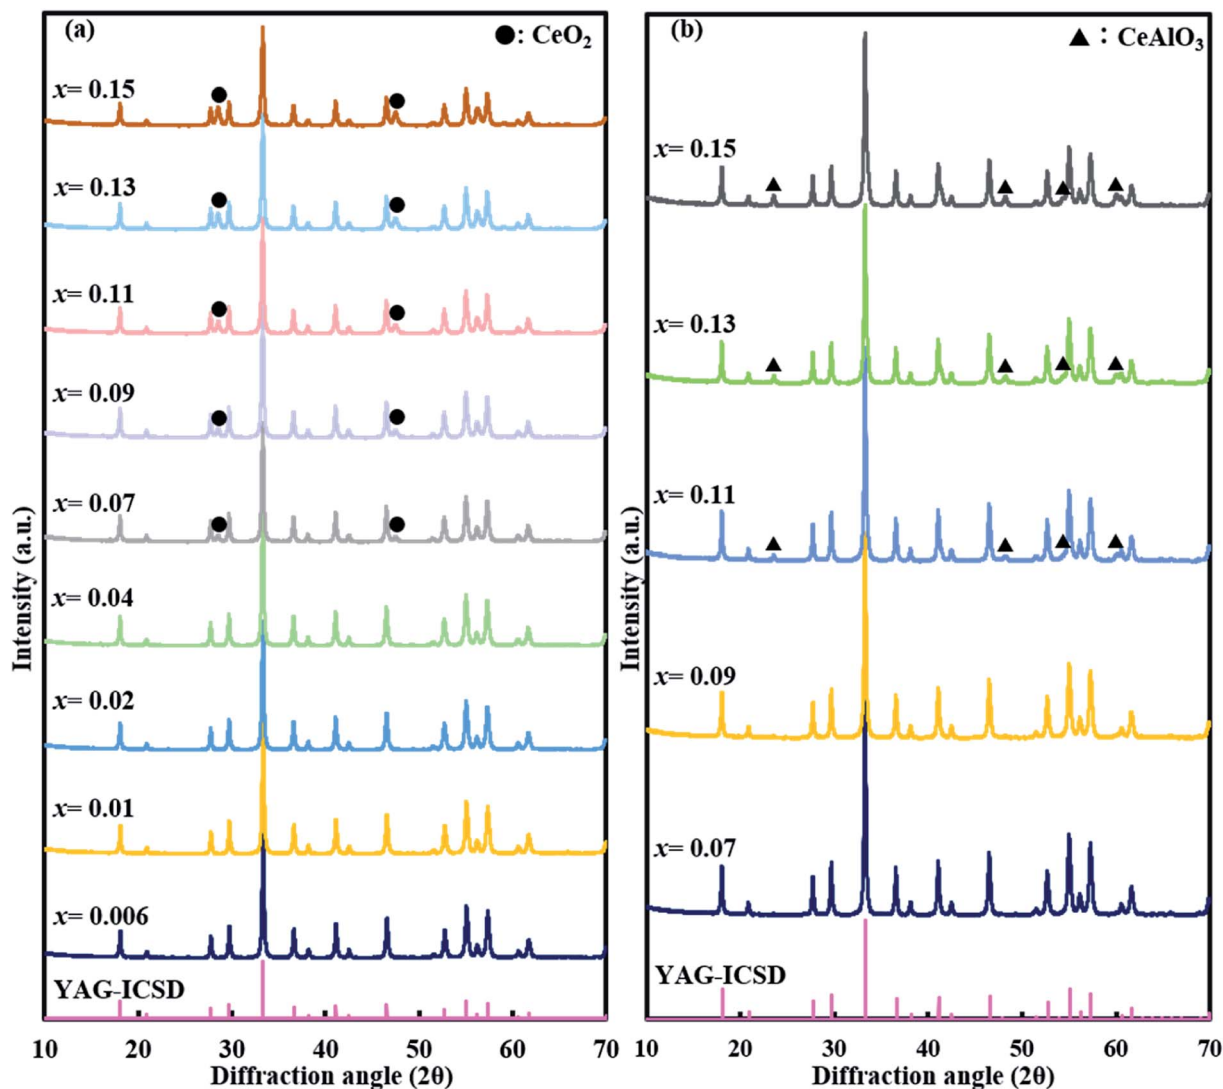 (a)
●: CeO₂
x= 0.15
x= 0.13
x= 0.11
x= 0.09
x= 0.07
x= 0.04
x= 0.02
x= 0.01
x= 0.006
YAG-ICSD
Intensity (a.u.)
10 20 30 40 50 60 70
Diffraction angle (2θ)
(b)
▲ : CeAlO₃
x= 0.15
x= 0.13
x= 0.11
x= 0.09
x= 0.07
YAG-ICSD
Intensity (a.u.)
10 20 30 40 50 60 70
Diffraction angle (2θ)